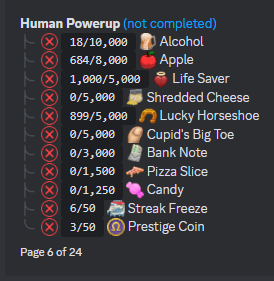 Human Powerup (not completed)
18/10,000 Alcohol
684/8,000 Apple
1,000/5,000 Life Saver
0/5,000 Shredded Cheese
899/5,000 Lucky Horseshoe
0/5,000 Cupid's Big Toe
0/3,000 Bank Note
0/1,500 Pizza Slice
0/1,250 Candy
6/50 Streak Freeze
3/50 Prestige Coin
Page 6 of 24